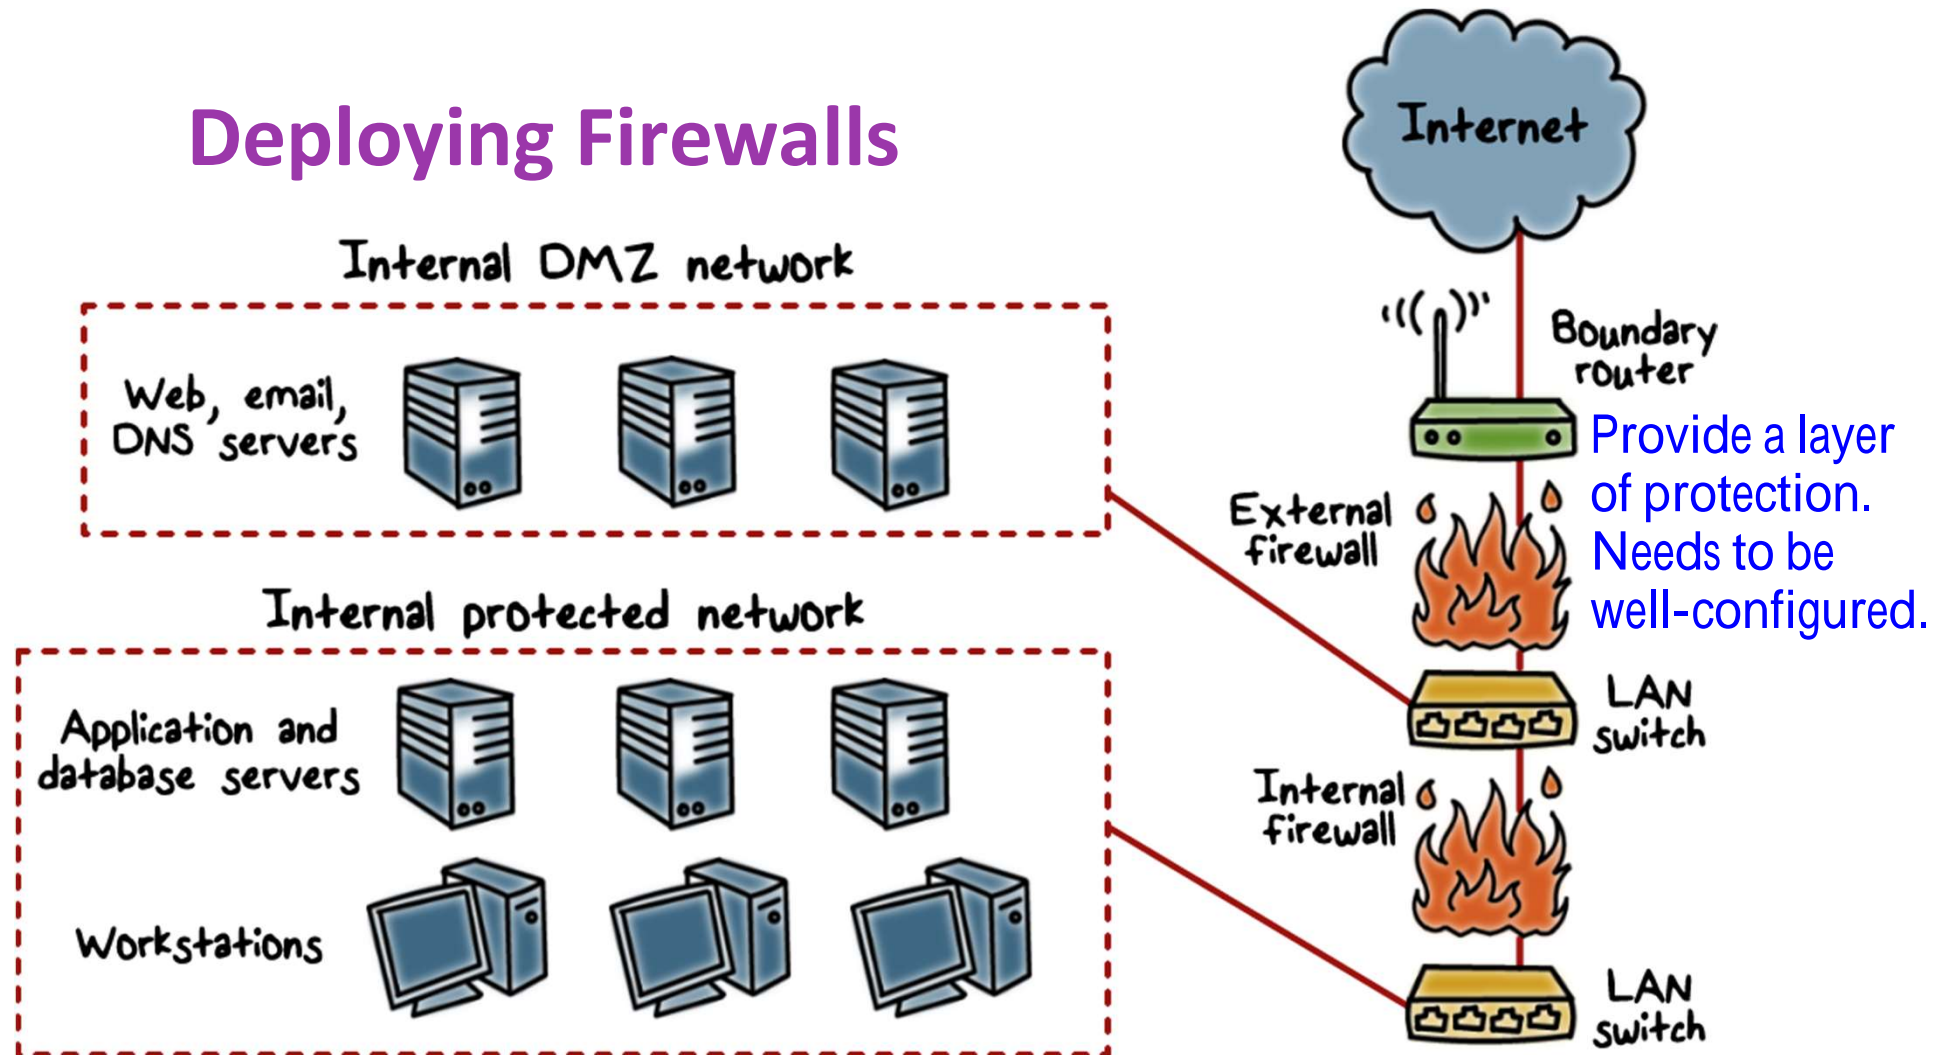 Deploying Firewalls
Internet
Internal DMZ network
Web, email,
DNS servers
Boundary
router
Provide a layer
of protection.
Needs to be
well-configured.
External
firewall
Internal protected network
Application and
database servers
LAN
switch
Internal
firewall
Workstations
LAN
switch